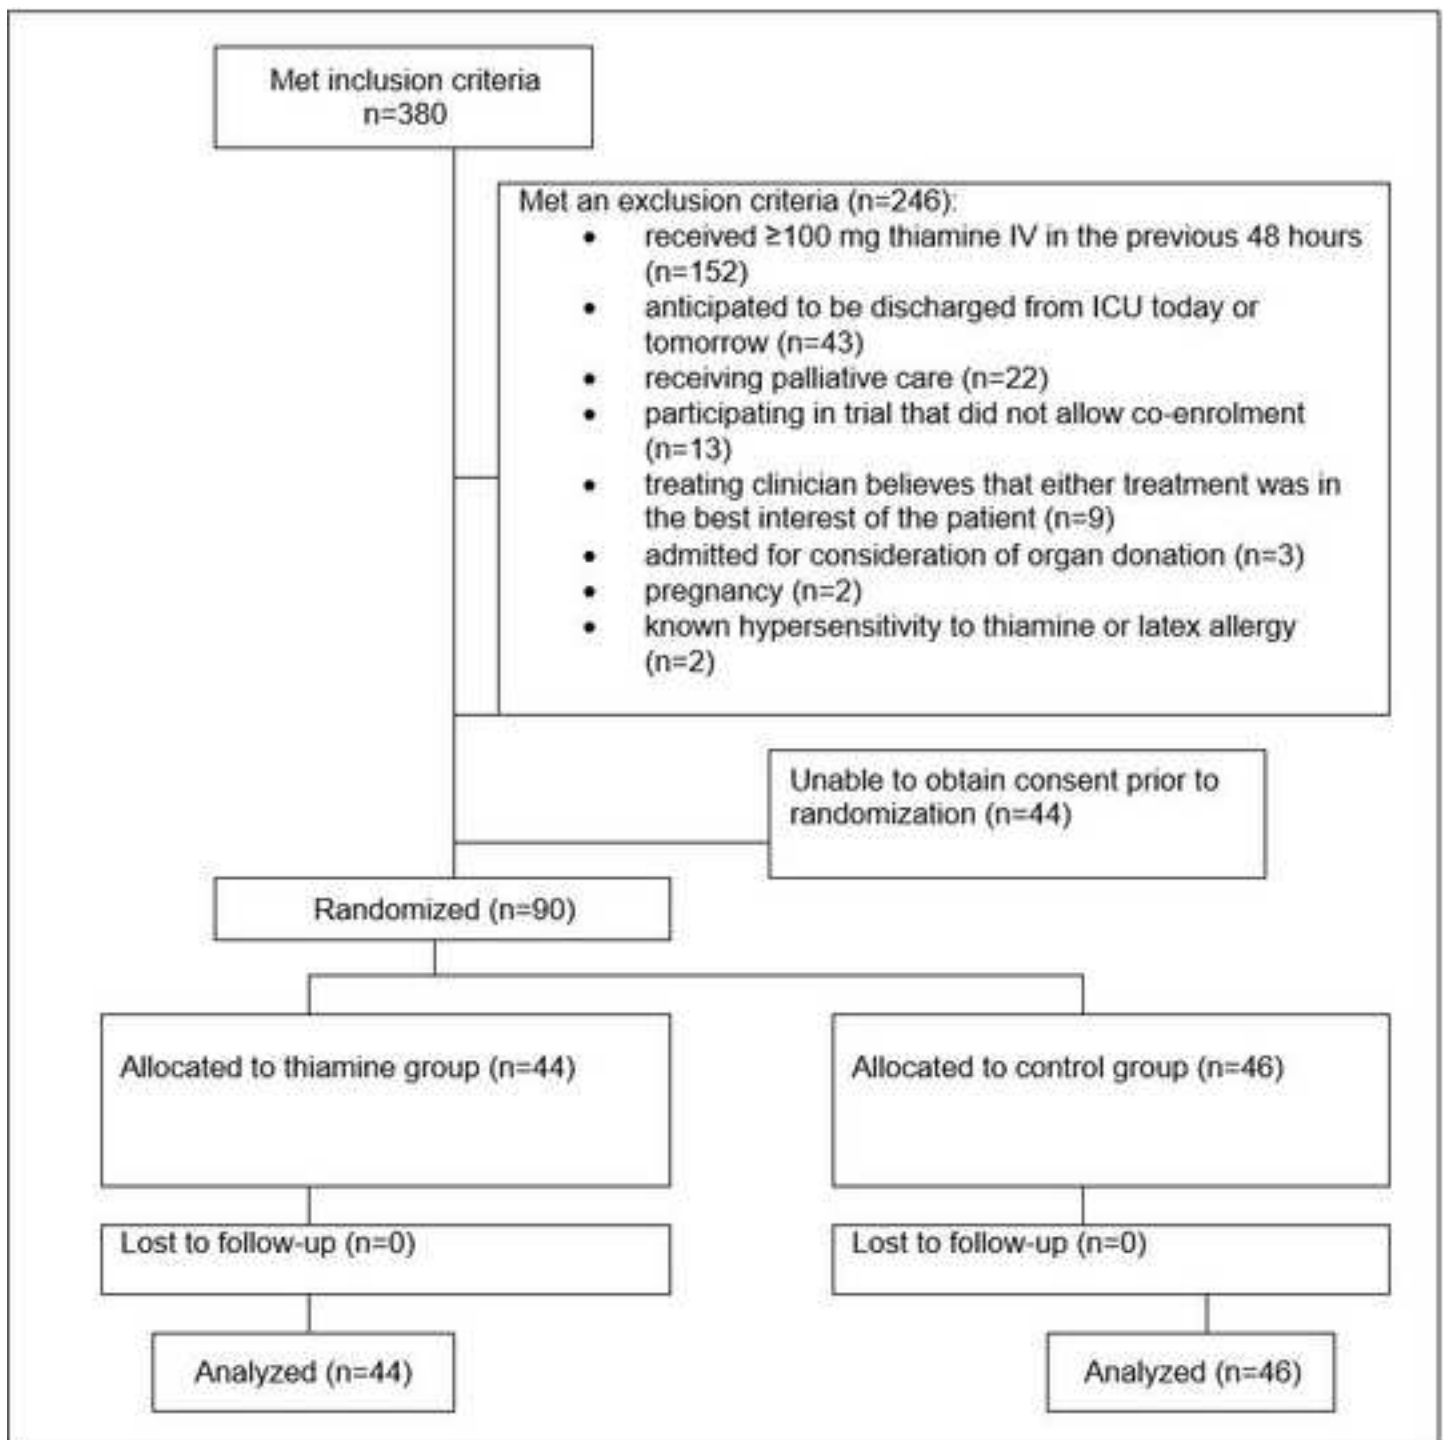 Met inclusion criteria
n=380
Met an exclusion criteria (n=246):
• received ≥100 mg thiamine IV in the previous 48 hours
(n=152)
• anticipated to be discharged from ICU today or
tomorrow (n=43)
• receiving palliative care (n=22)
• participating in trial that did not allow co-enrolment
(n=13)
• treating clinician believes that either treatment was in
the best interest of the patient (n=9)
• admitted for consideration of organ donation (n=3)
• pregnancy (n=2)
• known hypersensitivity to thiamine or latex allergy
(n=2)
Unable to obtain consent prior to
randomization (n=44)
Randomized (n=90)
Allocated to thiamine group (n=44)
Allocated to control group (n=46)
Lost to follow-up (n=0)
Lost to follow-up (n=0)
Analyzed (n=44)
Analyzed (n=46)